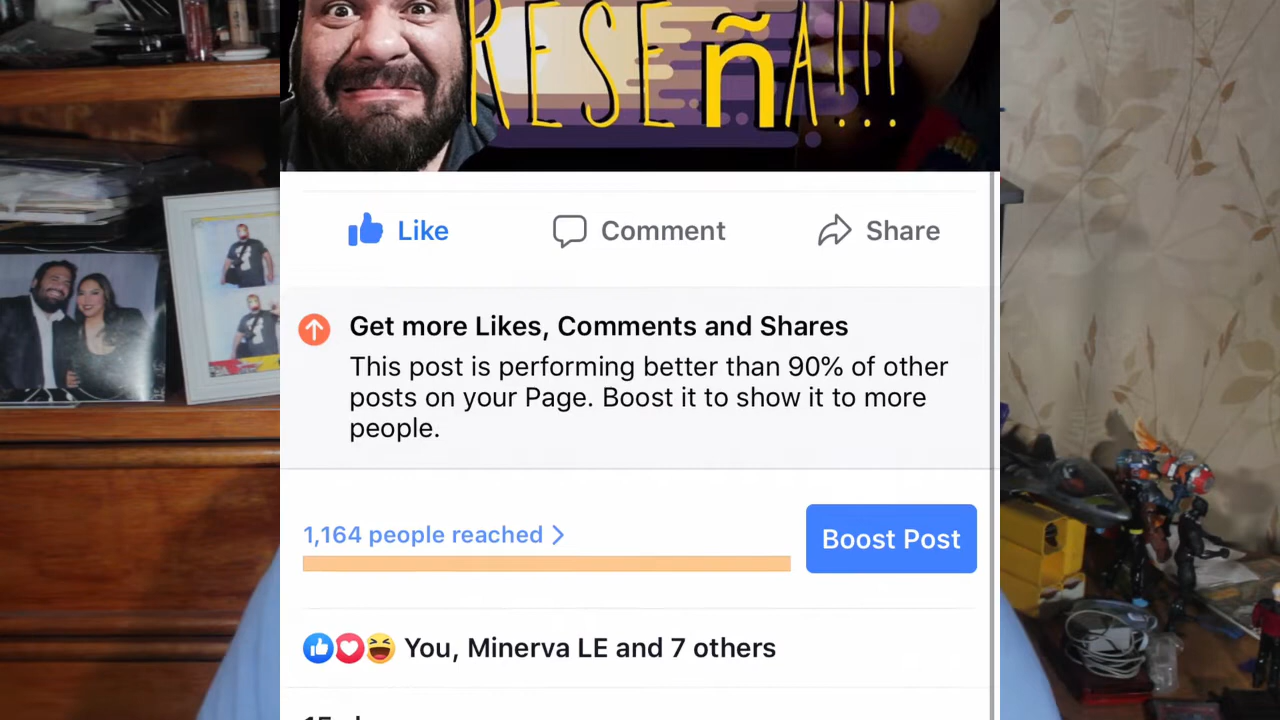 RESEñA!!!
Like
Comment
Share
Get more Likes, Comments and Shares
This post is performing better than 90% of other
posts on your Page. Boost it to show it to more
people.
1,164 people reached
Boost Post
You, Minerva LE and 7 others